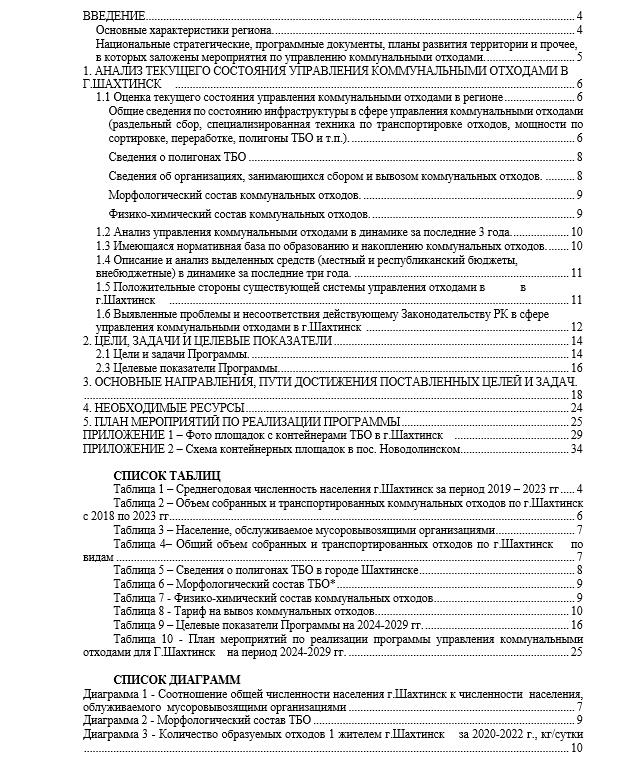 ВВЕДЕНИЕ 4
Основные характеристики региона. 4
Национальные стратегические, программные документы, планы развития территории и прочее,
в которых заложены мероприятия по управлению коммунальными отходами. 5
1. АНАЛИЗ ТЕКУЩЕГО СОСТОЯНИЯ УПРАВЛЕНИЯ КОММУНАЛЬНЫМИ ОТХОДАМИ В
Г.ШАХТИНСК 6
1.1 Оценка текущего состояния управления коммунальными отходами в регионе 6
Общие сведения по состоянию инфраструктуры в сфере управления коммунальными отходами
(раздельный сбор, специализированная техника по транспортировке отходов, мощности по
сортировке, переработке, полигоны ТБО и т.п.). 6
Сведения о полигонах ТБО 8
Сведения об организациях, занимающихся сбором и вывозом коммунальных отходов. 8
Морфологический состав коммунальных отходов. 9
Физико-химический состав коммунальных отходов. 9
1.2 Анализ управления коммунальными отходами в динамике за последние 3 года. 10
1.3 Имеющаяся нормативная база по образованию и накоплению коммунальных отходов. 10
1.4 Описание и анализ выделенных средств (местный и республиканский бюджеты,
внебюджетные) в динамике за последние три года. 11
1.5 Положительные стороны существующей системы управления отходами в в
г.Шахтинск 11
1.6 Выявленные проблемы и несоответствия действующему Законодательству РК в сфере
управления коммунальными отходами в г.Шахтинск 12
2. ЦЕЛИ, ЗАДАЧИ И ЦЕЛЕВЫЕ ПОКАЗАТЕЛИ 14
2.1 Цели и задачи Программы. 14
2.3 Целевые показатели Программы. 16
3. ОСНОВНЫЕ НАПРАВЛЕНИЯ, ПУТИ ДОСТИЖЕНИЯ ПОСТАВЛЕННЫХ ЦЕЛЕЙ И ЗАДАЧ.
18
4. НЕОБХОДИМЫЕ РЕСУРСЫ 24
5. ПЛАН МЕРОПРИЯТИЙ ПО РЕАЛИЗАЦИИ ПРОГРАММЫ 25
ПРИЛОЖЕНИЕ 1 – Фото площадок с контейнерами ТБО в г.Шахтинск 29
ПРИЛОЖЕНИЕ 2 – Схема контейнерных площадок в пос. Новодолинском 34
СПИСОК ТАБЛИЦ
Таблица 1 – Среднегодовая численность населения г.Шахтинск за период 2019 – 2023 гг 4
Таблица 2 – Объем собранных и транспортированных коммунальных отходов по г.Шахтинск
с 2018 по 2023 гг 6
Таблица 3 – Население, обслуживаемое мусоровывозящими организациями 7
Таблица 4– Общий объем собранных и транспортированных отходов по г.Шахтинск по
видам 7
Таблица 5 – Сведения о полигонах ТБО в городе Шахтинске 8
Таблица 6 – Морфологический состав ТБО* 9
Таблица 7 - Физико-химический состав коммунальных отходов 9
Таблица 8 - Тариф на вывоз коммунальных отходов 10
Таблица 9 – Целевые показатели Программы на 2024-2029 гг. 16
Таблица 10 - План мероприятий по реализации программы управления коммунальными
отходами для Г.Шахтинск на период 2024-2029 гг. 25
СПИСОК ДИАГРАММ
Диаграмма 1 - Соотношение общей численности населения г.Шахтинск к численности населения,
облуживаемого мусоровывозящими организациями 7
Диаграмма 2 - Морфологический состав ТБО 9
Диаграмма 3 - Количество образуемых отходов 1 жителем г.Шахтинск за 2020-2022 г., кг/сутки
10